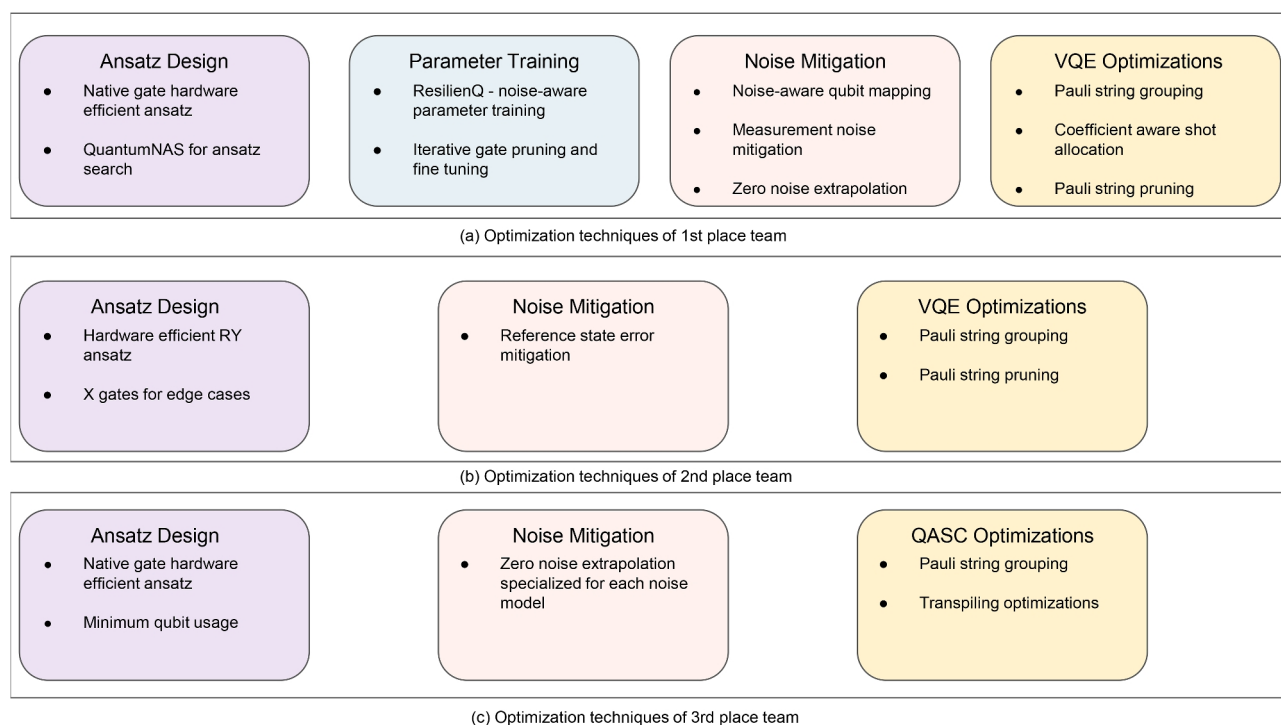 Ansatz Design
● Native gate hardware
efficient ansatz
● QuantumNAS for ansatz
search
Parameter Training
● ResilienQ - noise-aware
parameter training
● Iterative gate pruning and
fine tuning
Noise Mitigation
● Noise-aware qubit mapping
● Measurement noise
mitigation
● Zero noise extrapolation
VQE Optimizations
● Pauli string grouping
● Coefficient aware shot
allocation
● Pauli string pruning
(a) Optimization techniques of 1st place team
Ansatz Design
● Hardware efficient RY
ansatz
● X gates for edge cases
Noise Mitigation
● Reference state error
mitigation
VQE Optimizations
● Pauli string grouping
● Pauli string pruning
(b) Optimization techniques of 2nd place team
Ansatz Design
● Native gate hardware
efficient ansatz
● Minimum qubit usage
Noise Mitigation
● Zero noise extrapolation
specialized for each noise
model
QASC Optimizations
● Pauli string grouping
● Transpiling optimizations
(c) Optimization techniques of 3rd place team